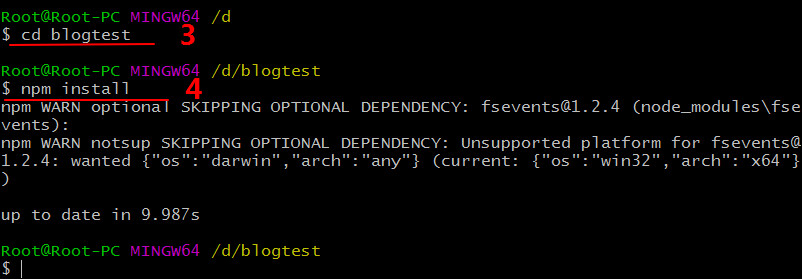 Root@Root-PC MINGW64 /d
$ cd blogtest 3
Root@Root-PC MINGW64 /d/blogtest
$ npm install 4
npm WARN optional SKIPPING OPTIONAL DEPENDENCY: fsevents@1.2.4 (node_modules\fse
vents):
npm WARN notsup SKIPPING OPTIONAL DEPENDENCY: Unsupported platform for fsevents@
1.2.4: wanted {"os":"darwin","arch":"any"} (current: {"os":"win32","arch":"x64"}
)
up to date in 9.987s
Root@Root-PC MINGW64 /d/blogtest
$